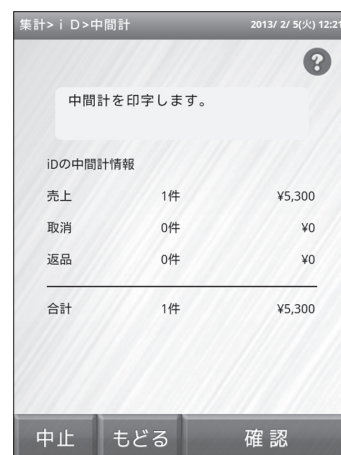 集計>ｉＤ>中間計 2013/ 2/ 5(火) 12:21
?
中間計を印字します。
iDの中間計情報
売上 1件 ¥5,300
取消 0件 ¥0
返品 0件 ¥0
合計 1件 ¥5,300
中止 もどる 確 認